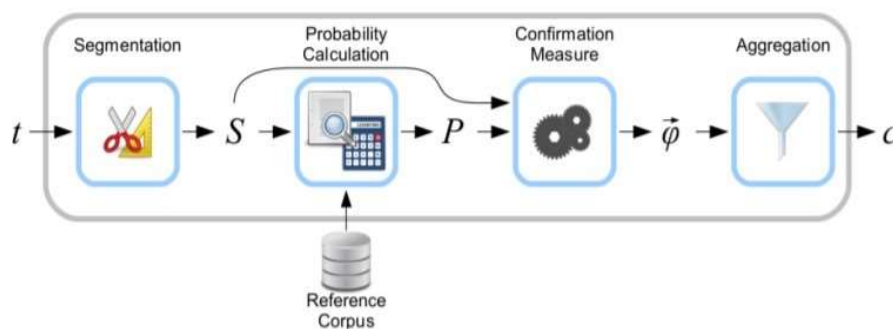 Segmentation
Probability
Calculation
Confirmation
Measure
Aggregation
t
S
P
φ⃗
c
Reference
Corpus